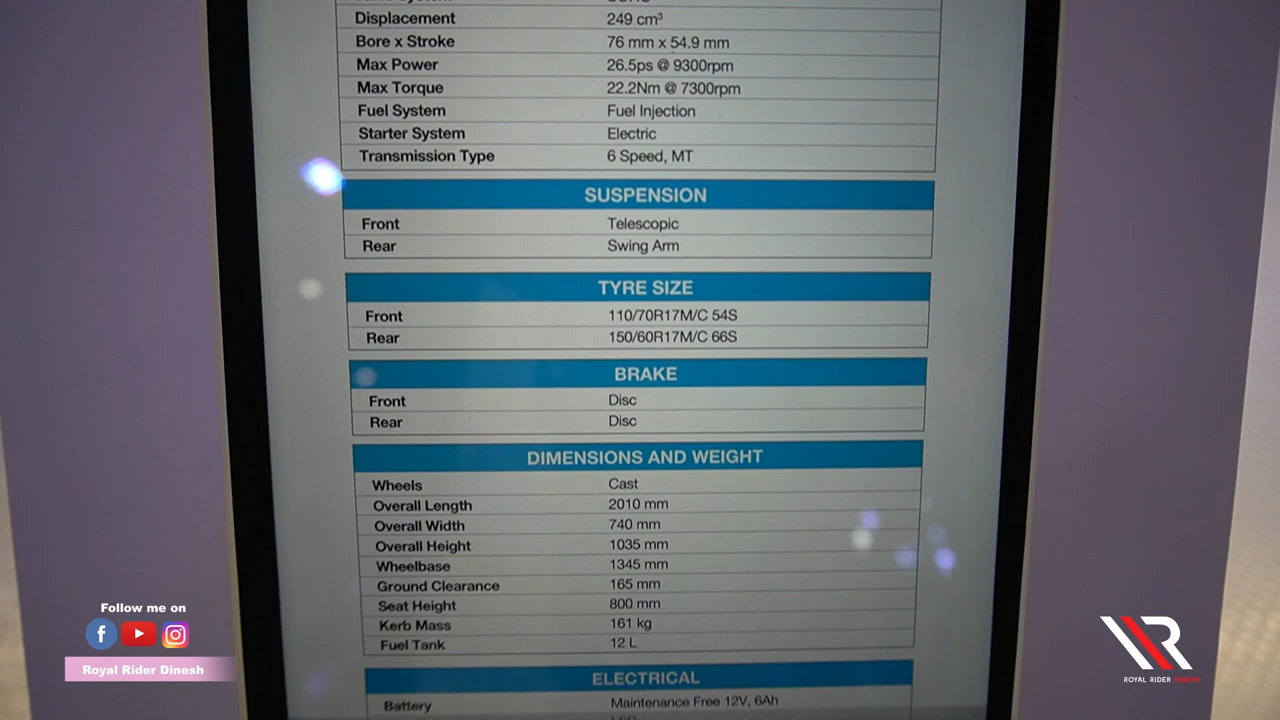 Displacement 249 cm³
Bore x Stroke 76 mm x 54.9 mm
Max Power 26.5ps @ 9300rpm
Max Torque 22.2Nm @ 7300rpm
Fuel System Fuel Injection
Starter System Electric
Transmission Type 6 Speed, MT
SUSPENSION
Front Telescopic
Rear Swing Arm
TYRE SIZE
Front 110/70R17M/C 54S
Rear 150/60R17M/C 66S
BRAKE
Front Disc
Rear Disc
DIMENSIONS AND WEIGHT
Wheels Cast
Overall Length 2010 mm
Overall Width 740 mm
Overall Height 1035 mm
Wheelbase 1345 mm
Ground Clearance 165 mm
Seat Height 800 mm
Kerb Mass 161 kg
Fuel Tank 12 L
ELECTRICAL
Battery Maintenance Free 12V, 6Ah
Follow me on
Royal Rider Dinesh
ROYAL RIDER DINESH